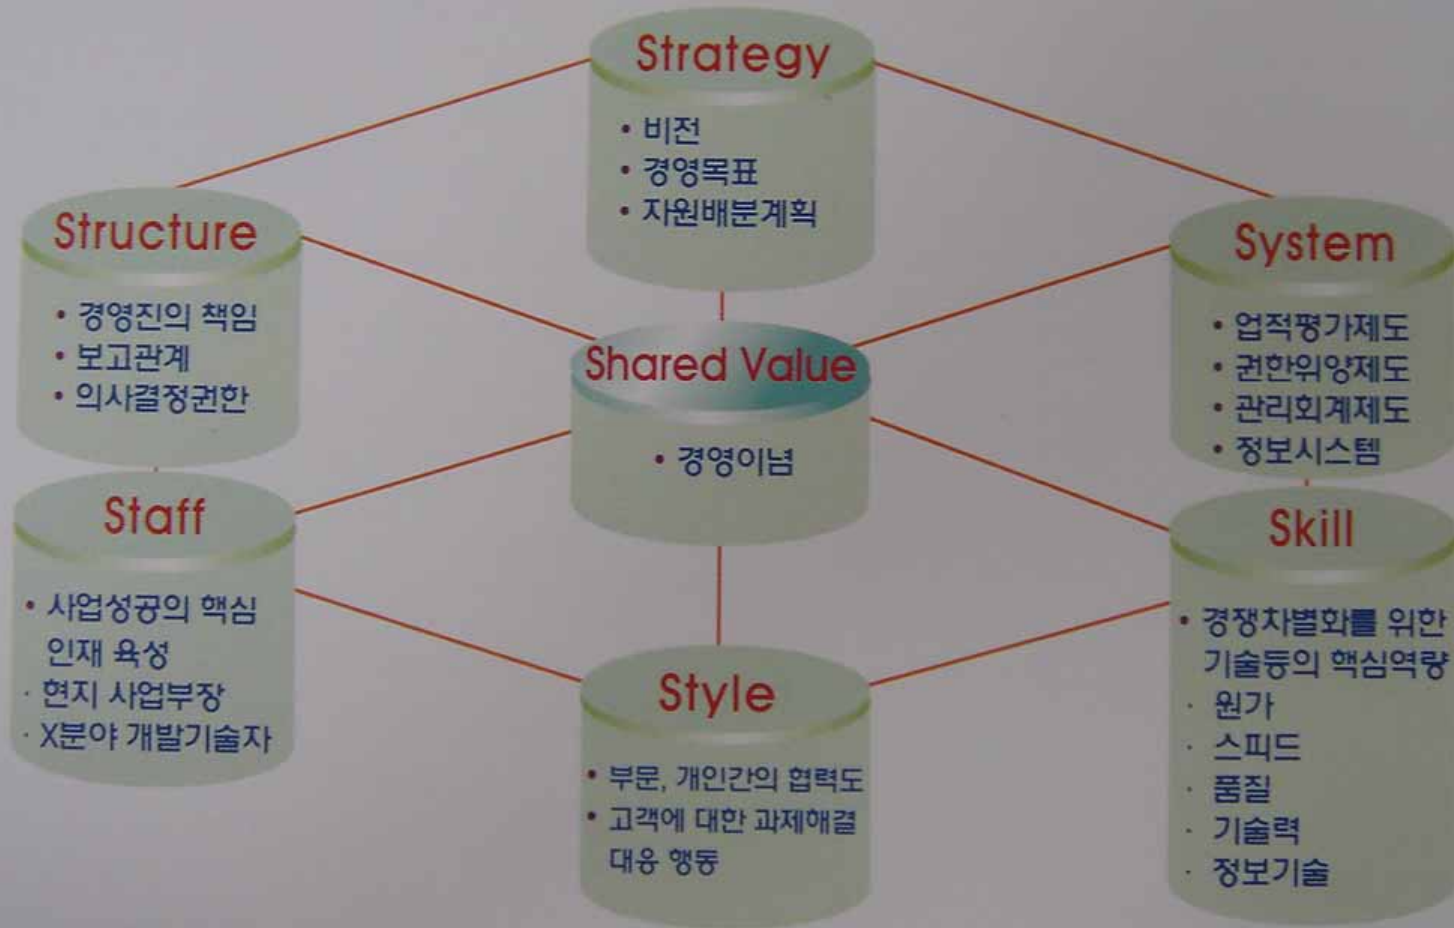 Strategy
• 비전
• 경영목표
• 자원배분계획
Structure
• 경영진의 책임
• 보고관계
• 의사결정권한
System
• 업적평가제도
• 권한위양제도
• 관리회계제도
• 정보시스템
Shared Value
• 경영이념
Staff
• 사업성공의 핵심
인재 육성
· 현지 사업부장
· X분야 개발기술자
Skill
• 경쟁차별화를 위한
기술등의 핵심역량
· 원가
· 스피드
· 품질
· 기술력
· 정보기술
Style
• 부문, 개인간의 협력도
• 고객에 대한 과제해결
대응 행동